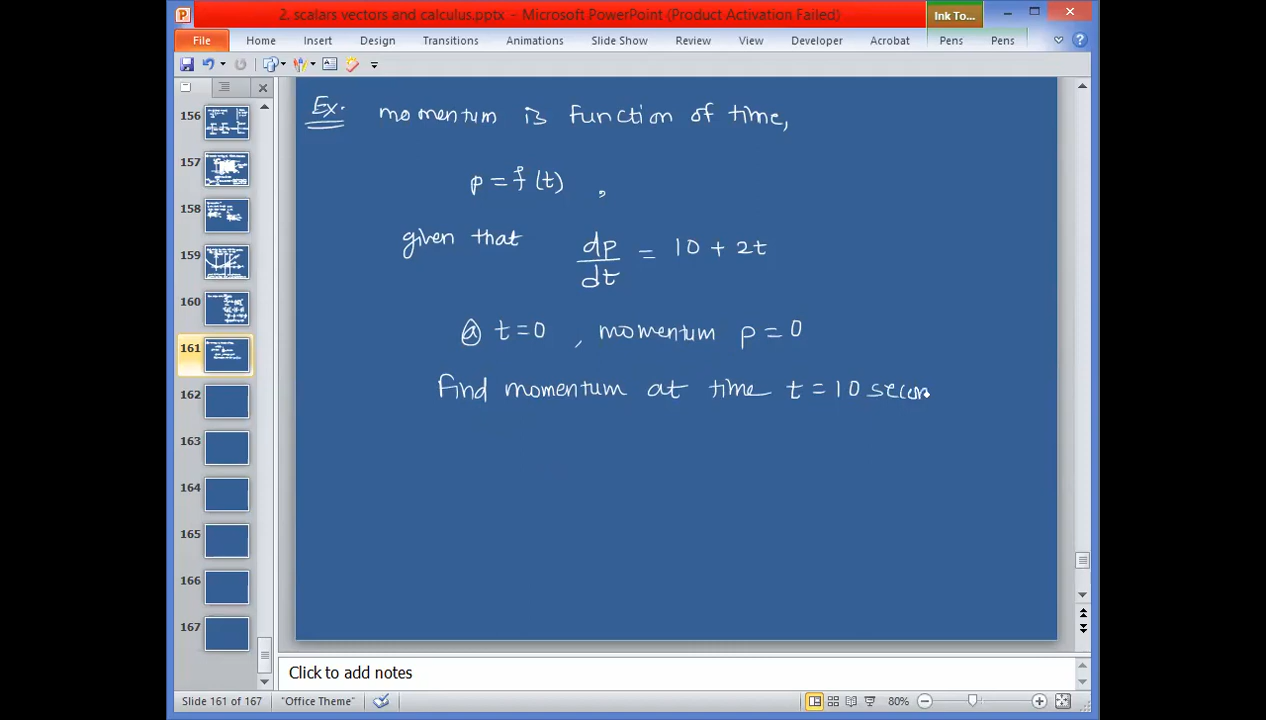 2. scalars vectors and calculus.pptx - Microsoft PowerPoint (Product Activation Failed)
Ink To...
File Home Insert Design Transitions Animations Slide Show Review View Developer Acrobat Pens Pens
Ex. momentum is function of time,
p = f(t) ,
given that dp/dt = 10 + 2t
@ t = 0 , momentum p = 0
Find momentum at time t = 10 secon
156
157
158
159
160
161
162
163
164
165
166
167
Click to add notes
Slide 161 of 167 "Office Theme" 80%